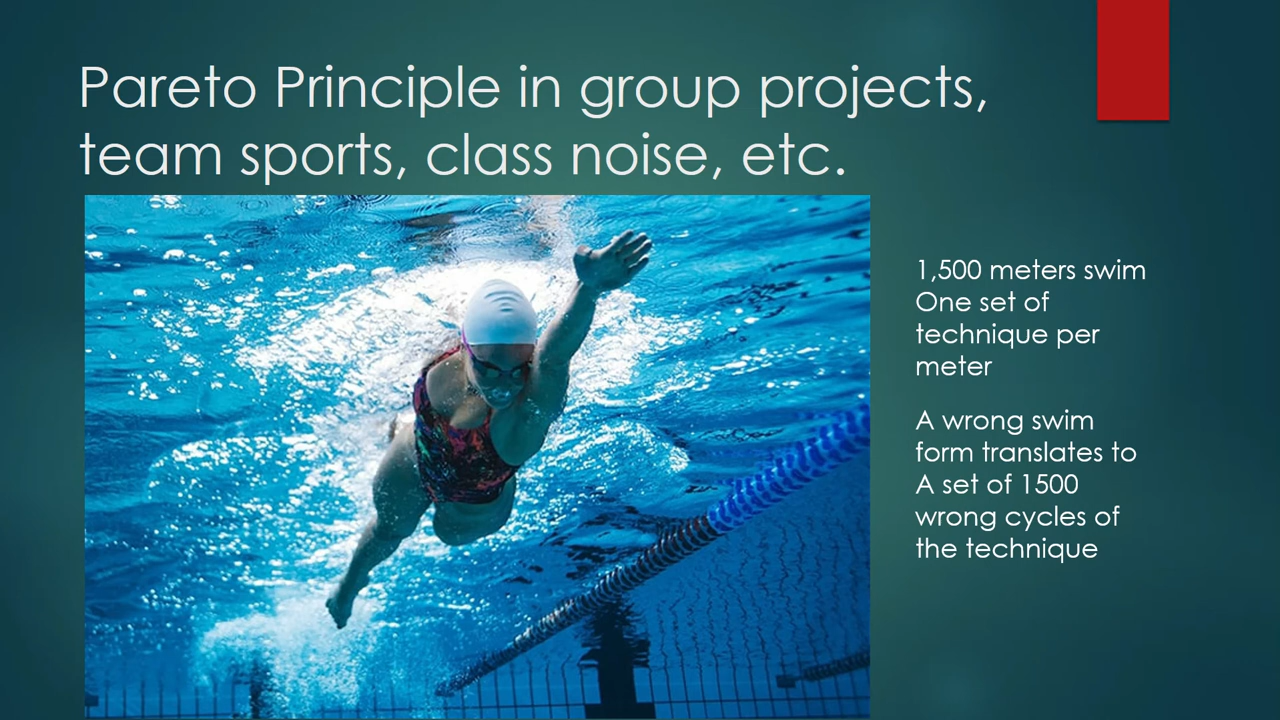 Pareto Principle in group projects,
team sports, class noise, etc.
1,500 meters swim
One set of
technique per
meter
A wrong swim
form translates to
A set of 1500
wrong cycles of
the technique